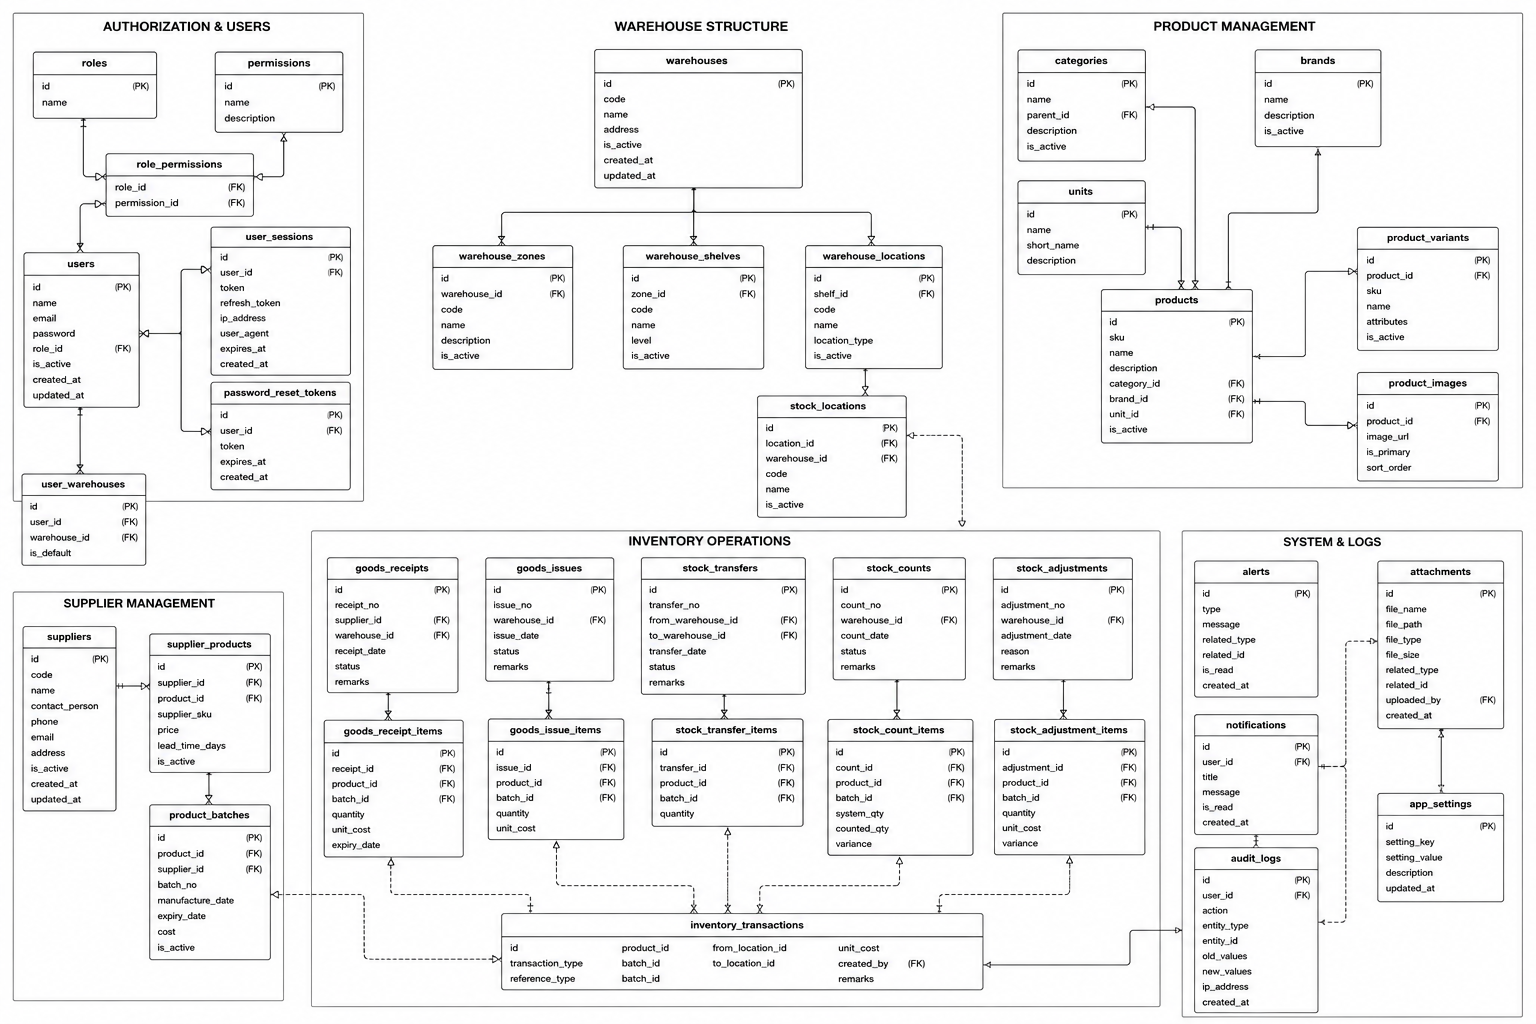 AUTHORIZATION & USERS
roles
id (PK)
name
permissions
id (PK)
name
description
role_permissions
role_id (FK)
permission_id (FK)
users
id (PK)
name
email
password
role_id (FK)
is_active
created_at
updated_at
user_sessions
id (PK)
user_id (FK)
token
refresh_token
ip_address
user_agent
expires_at
created_at
password_reset_tokens
id (PK)
user_id (FK)
token
expires_at
created_at
user_warehouses
id (PK)
user_id (FK)
warehouse_id (FK)
is_default
WAREHOUSE STRUCTURE
warehouses
id (PK)
code
name
address
is_active
created_at
updated_at
warehouse_zones
id (PK)
warehouse_id (FK)
code
name
description
is_active
warehouse_shelves
id (PK)
zone_id (FK)
code
name
level
is_active
warehouse_locations
id (PK)
shelf_id (FK)
code
name
location_type
is_active
stock_locations
id (PK)
location_id (FK)
warehouse_id (FK)
code
name
is_active
PRODUCT MANAGEMENT
categories
id (PK)
name
parent_id (FK)
description
is_active
brands
id (PK)
name
description
is_active
units
id (PK)
name
short_name
description
products
id (PK)
sku
name
description
category_id (FK)
brand_id (FK)
unit_id (FK)
is_active
product_variants
id (PK)
product_id (FK)
sku
name
attributes
is_active
product_images
id (PK)
product_id (FK)
image_url
is_primary
sort_order
SUPPLIER MANAGEMENT
suppliers
id (PK)
code
name
contact_person
phone
email
address
is_active
created_at
updated_at
supplier_products
id (PK)
supplier_id (FK)
product_id (FK)
supplier_sku
price
lead_time_days
is_active
product_batches
id (PK)
product_id (FK)
supplier_id (FK)
batch_no
manufacture_date
expiry_date
cost
is_active
INVENTORY OPERATIONS
goods_receipts
id (PK)
receipt_no
supplier_id (FK)
warehouse_id (FK)
receipt_date
status
remarks
goods_issues
id (PK)
issue_no
warehouse_id (FK)
issue_date
status
remarks
stock_transfers
id (PK)
transfer_no
from_warehouse_id (FK)
to_warehouse_id (FK)
transfer_date
status
remarks
stock_counts
id (PK)
count_no
warehouse_id (FK)
count_date
status
remarks
stock_adjustments
id (PK)
adjustment_no
warehouse_id (FK)
adjustment_date
reason
remarks
goods_receipt_items
id (PK)
receipt_id (FK)
product_id (FK)
batch_id (FK)
quantity
unit_cost
expiry_date
goods_issue_items
id (PK)
issue_id (FK)
product_id (FK)
batch_id (FK)
quantity
unit_cost
stock_transfer_items
id (PK)
transfer_id (FK)
product_id (FK)
batch_id (FK)
quantity
stock_count_items
id (PK)
count_id (FK)
product_id (FK)
batch_id (FK)
system_qty
counted_qty
variance
stock_adjustment_items
id (PK)
adjustment_id (FK)
product_id (FK)
batch_id (FK)
quantity
unit_cost
variance
inventory_transactions
id product_id from_location_id unit_cost
transaction_type batch_id to_location_id created_by (FK)
reference_type batch_id remarks
SYSTEM & LOGS
alerts
id (PK)
type
message
related_type
related_id
is_read
created_at
attachments
id (PK)
file_name
file_path
file_type
file_size
related_type
related_id
uploaded_by (FK)
created_at
notifications
id (PK)
user_id (FK)
title
message
is_read
created_at
app_settings
id (PK)
setting_key
setting_value
description
updated_at
audit_logs
id (PK)
user_id (FK)
action
entity_type
entity_id
old_values
new_values
ip_address
created_at